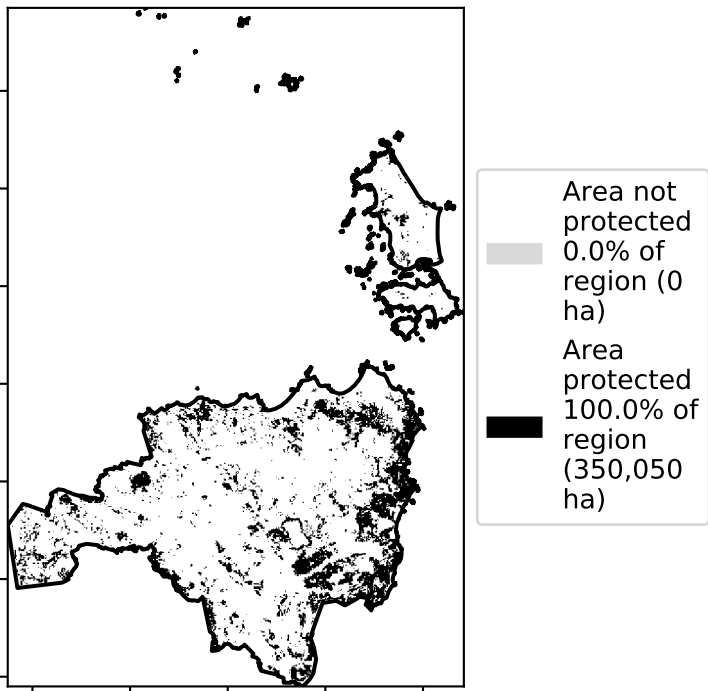 Area not
protected
0.0% of
region (0
ha)
Area
protected
100.0% of
region
(350,050
ha)